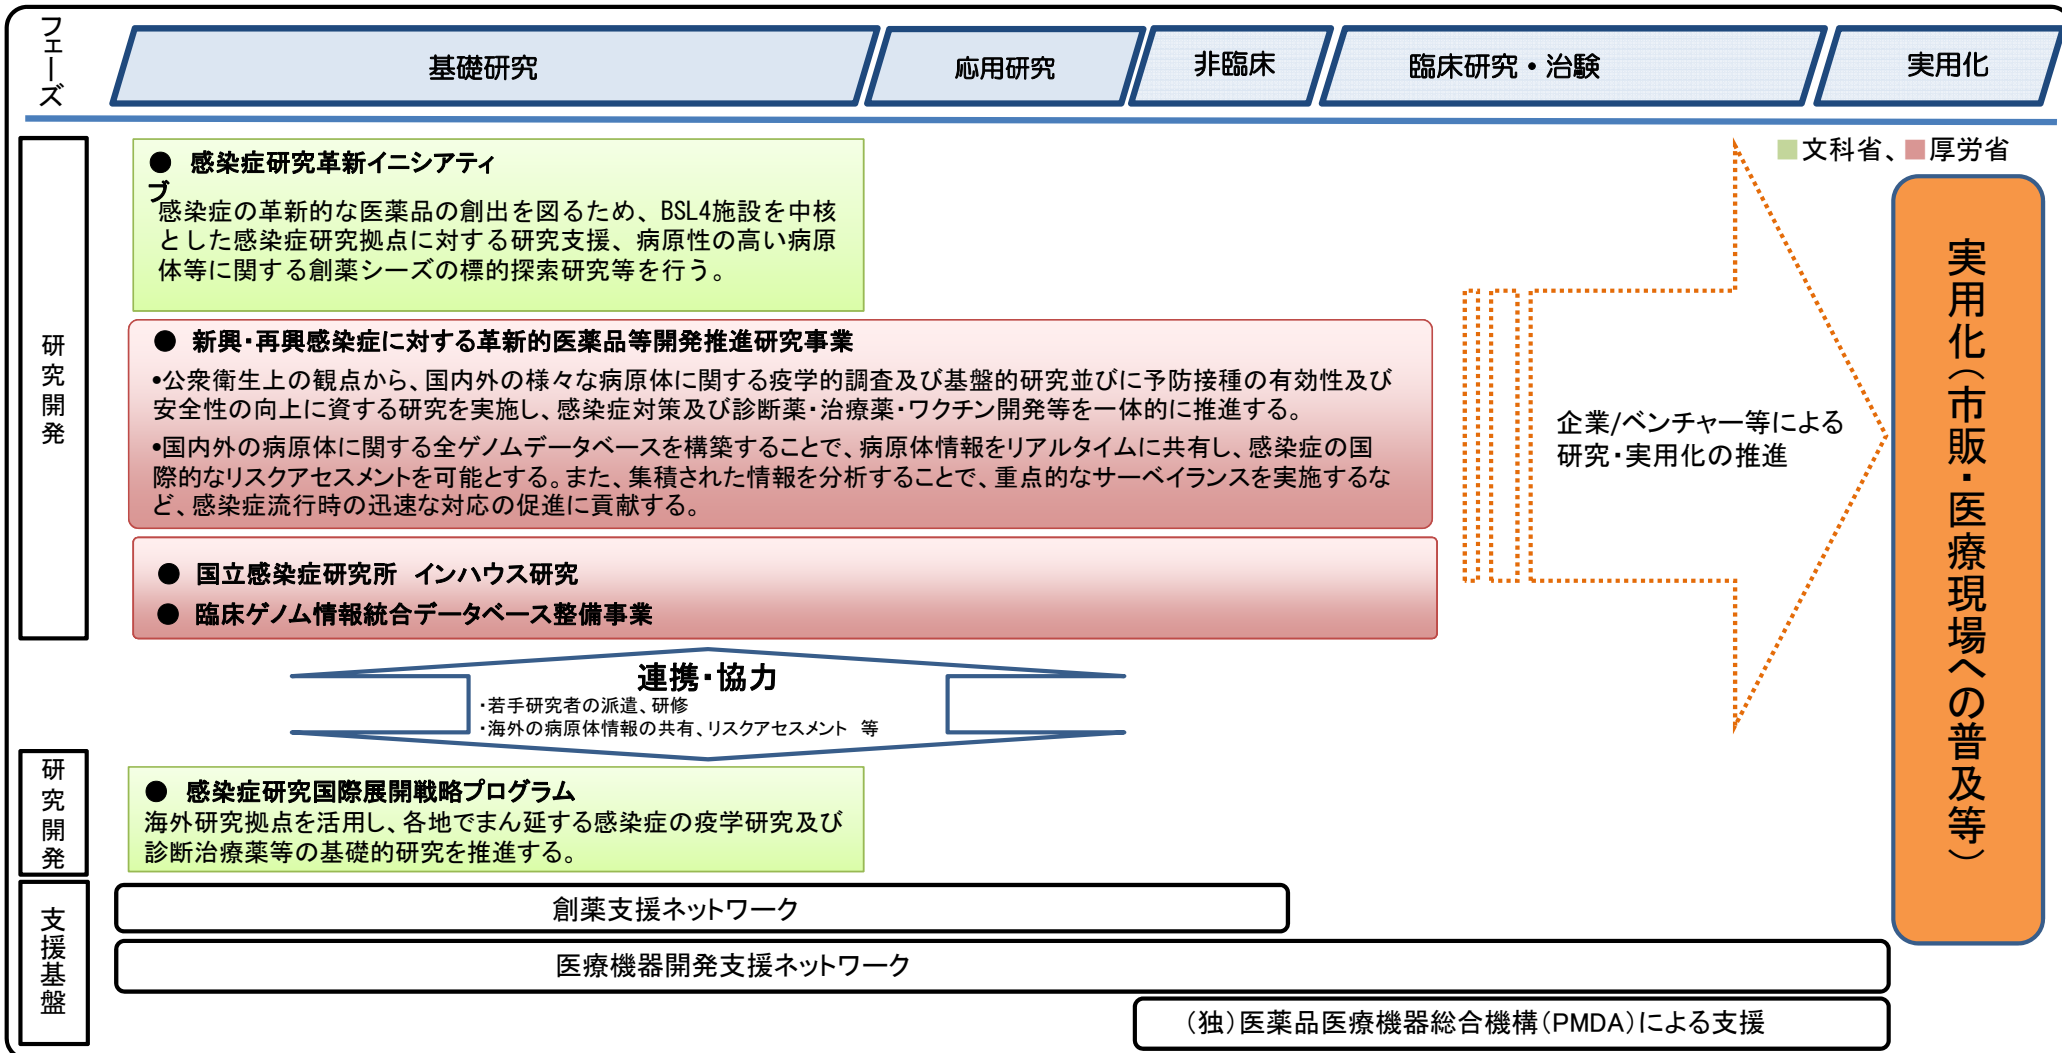 フェーズ
基礎研究
応用研究
非臨床
臨床研究・治験
実用化
■文科省、■厚労省
研究開発
● 感染症研究革新イニシアティ
ブ
感染症の革新的な医薬品の創出を図るため、BSL4施設を中核
とした感染症研究拠点に対する研究支援、病原性の高い病原
体等に関する創薬シーズの標的探索研究等を行う。
● 新興・再興感染症に対する革新的医薬品等開発推進研究事業
•公衆衛生上の観点から、国内外の様々な病原体に関する疫学的調査及び基盤的研究並びに予防接種の有効性及び
安全性の向上に資する研究を実施し、感染症対策及び診断薬・治療薬・ワクチン開発等を一体的に推進する。
•国内外の病原体に関する全ゲノムデータベースを構築することで、病原体情報をリアルタイムに共有し、感染症の国
際的なリスクアセスメントを可能とする。また、集積された情報を分析することで、重点的なサーベイランスを実施するな
ど、感染症流行時の迅速な対応の促進に貢献する。
● 国立感染症研究所 インハウス研究
● 臨床ゲノム情報統合データベース整備事業
企業/ベンチャー等による
研究・実用化の推進
実用化（市販・医療現場への普及等）
連携・協力
・若手研究者の派遣、研修
・海外の病原体情報の共有、リスクアセスメント 等
研究開発
● 感染症研究国際展開戦略プログラム
海外研究拠点を活用し、各地でまん延する感染症の疫学研究及び
診断治療薬等の基礎的研究を推進する。
支援基盤
創薬支援ネットワーク
医療機器開発支援ネットワーク
（独）医薬品医療機器総合機構（PMDA）による支援